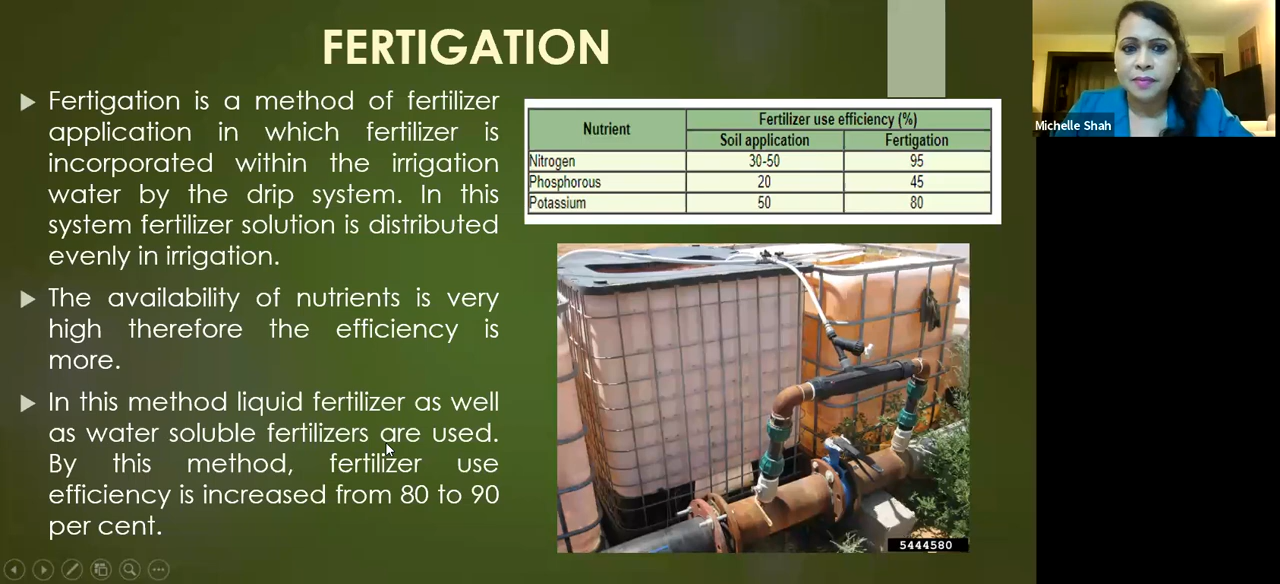 FERTIGATION
Fertigation is a method of fertilizer
application in which fertilizer is
incorporated within the irrigation
water by the drip system. In this
system fertilizer solution is distributed
evenly in irrigation.
The availability of nutrients is very
high therefore the efficiency is
more.
In this method liquid fertilizer as well
as water soluble fertilizers are used.
By this method, fertilizer use
efficiency is increased from 80 to 90
per cent.
Nutrient Fertilizer use efficiency (%)
Soil application Fertigation
Nitrogen 30-50 95
Phosphorous 20 45
Potassium 50 80
5444580
Michelle Shah